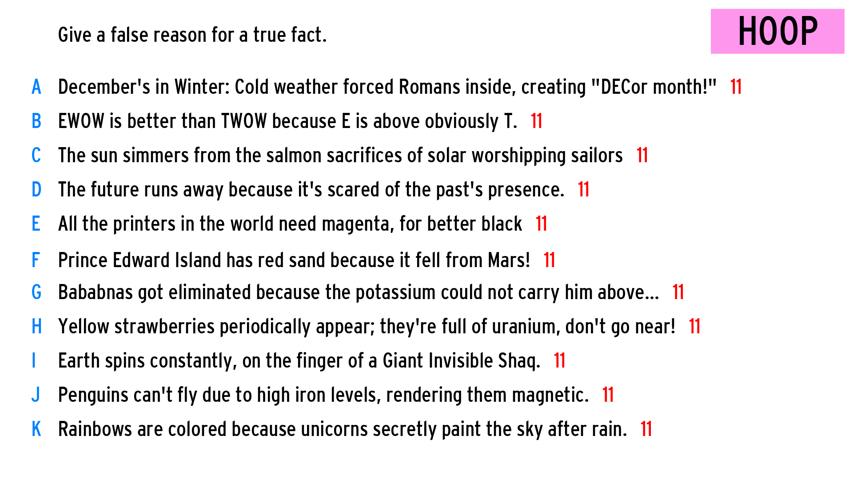 Give a false reason for a true fact.
HOOP
A December's in Winter: Cold weather forced Romans inside, creating "DECor month!" 11
B EWOW is better than TWOW because E is above obviously T. 11
C The sun simmers from the salmon sacrifices of solar worshipping sailors 11
D The future runs away because it's scared of the past's presence. 11
E All the printers in the world need magenta, for better black 11
F Prince Edward Island has red sand because it fell from Mars! 11
G Bababnas got eliminated because the potassium could not carry him above... 11
H Yellow strawberries periodically appear; they're full of uranium, don't go near! 11
I Earth spins constantly, on the finger of a Giant Invisible Shaq. 11
J Penguins can't fly due to high iron levels, rendering them magnetic. 11
K Rainbows are colored because unicorns secretly paint the sky after rain. 11